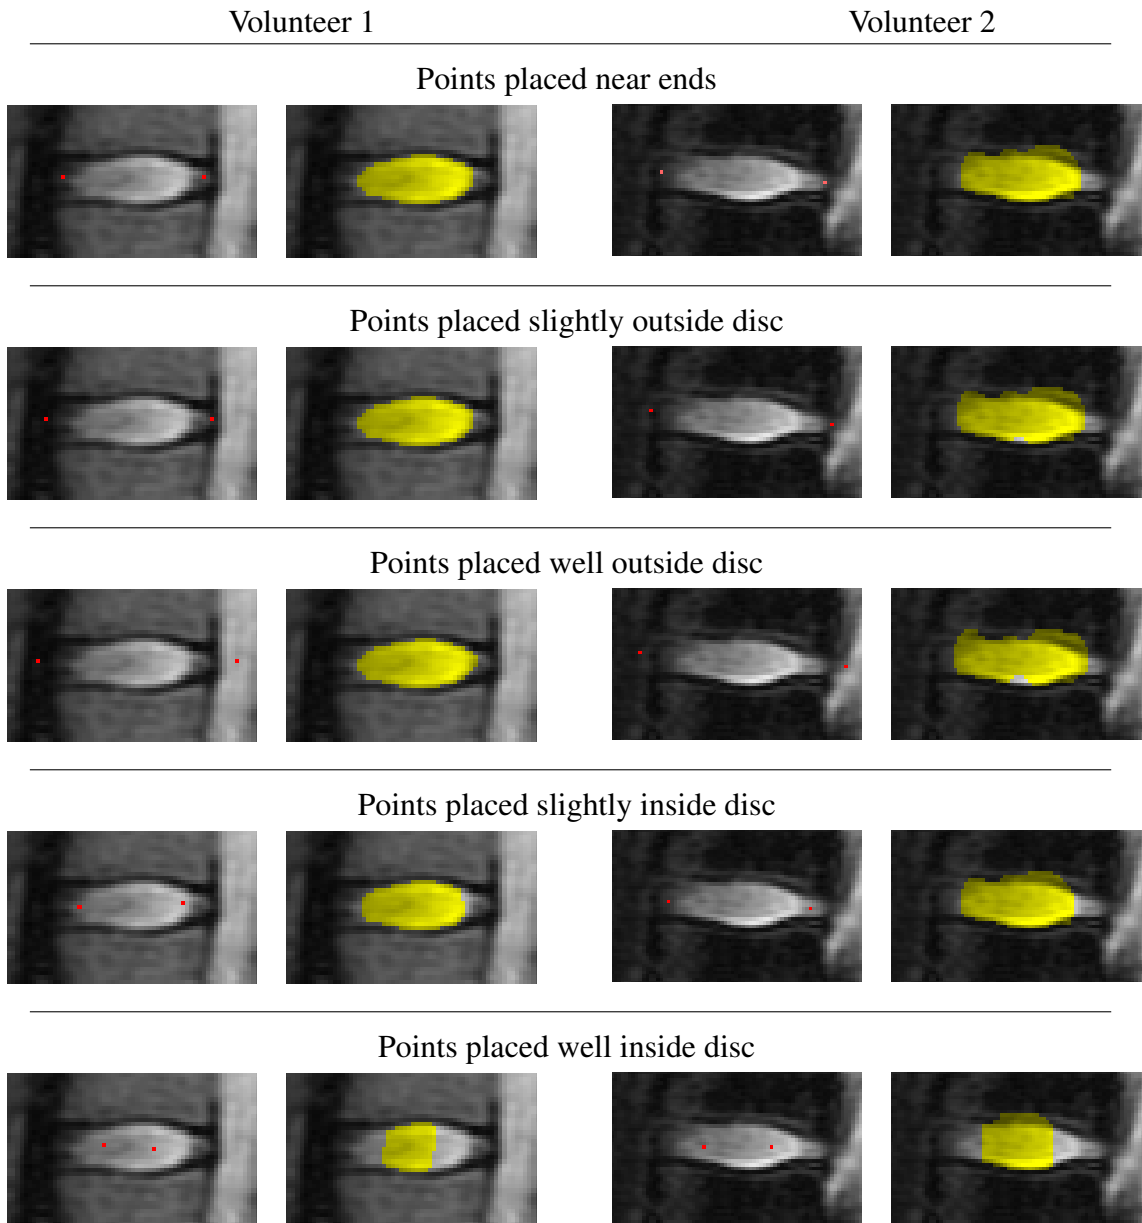 Volunteer 1 Volunteer 2
Points placed near ends
Points placed slightly outside disc
Points placed well outside disc
Points placed slightly inside disc
Points placed well inside disc